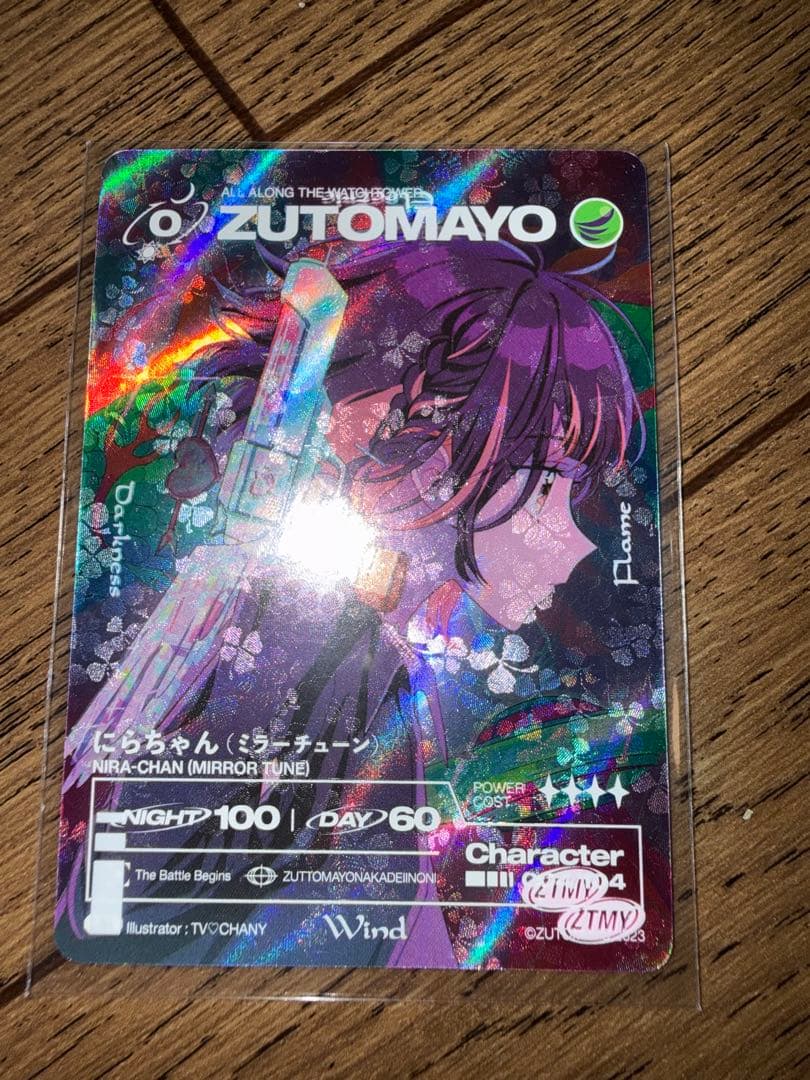 ALL ALONG THE WATCHTOWER
O ZUTOMAYO
Darkness
Flame
にらちゃん(ミラーチューン)
NIRA-CHAN (MIRROR TUNE)
POWER
COST
NIGHT 100 | DAY 60
Character
The Battle Begins ZUTTOMAYONAKADEIINONI
ZTMY
ZTMY
Illustrator ; TV♡CHANY
Wind